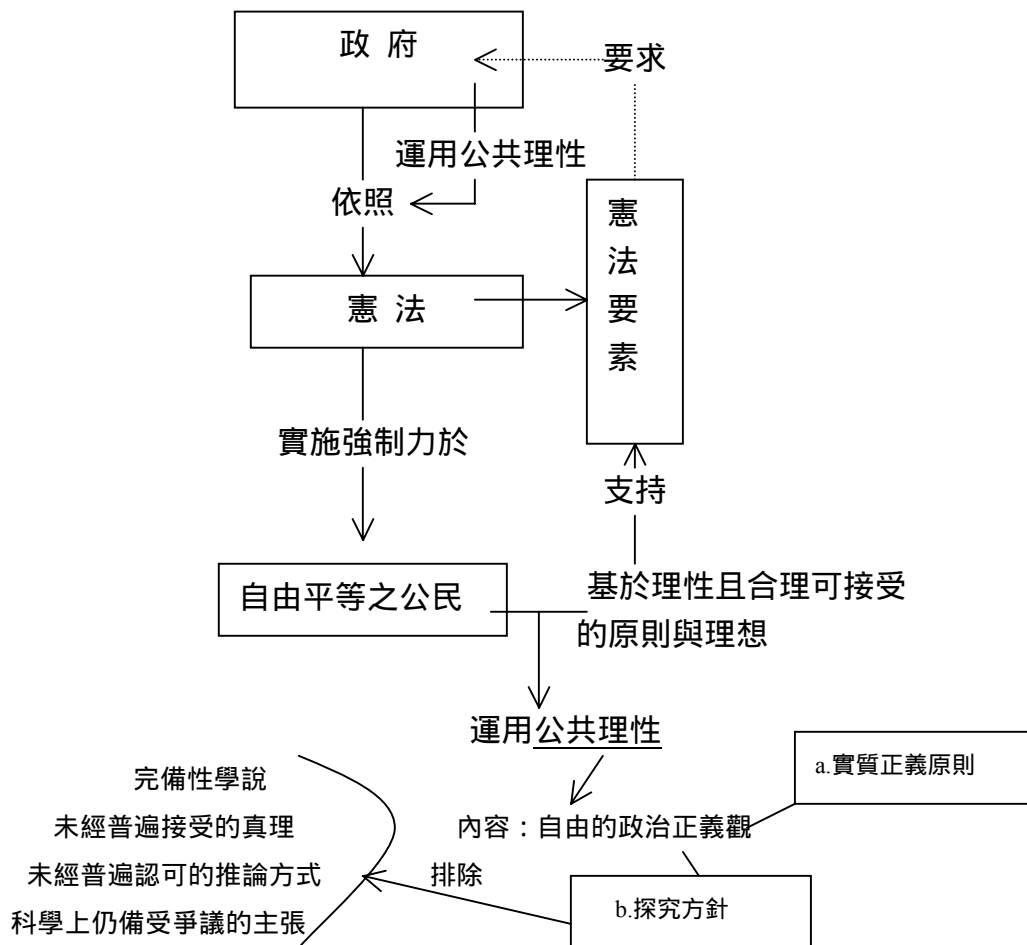 政 府
要求
運用公共理性
依照
憲
法
要
素
憲 法
實施強制力於
支持
自由平等之公民
基於理性且合理可接受
的原則與理想
運用公共理性
a.實質正義原則
完備性學說
未經普遍接受的真理
內容：自由的政治正義觀
未經普遍認可的推論方式
排除
b.探究方針
科學上仍備受爭議的主張